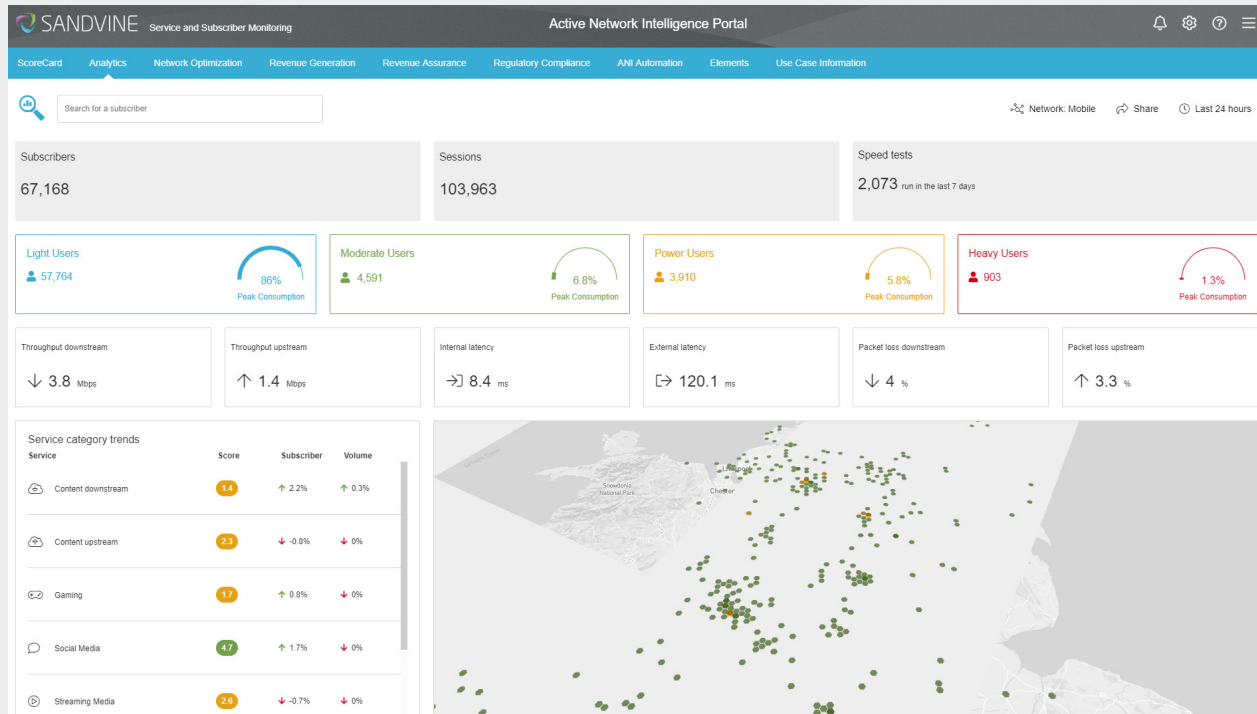 SANDVINE Service and Subscriber Monitoring
Active Network Intelligence Portal
ScoreCard Analytics Network Optimization Revenue Generation Revenue Assurance Regulatory Compliance ANI Automation Elements Use Case Information
Search for a subscriber
Network: Mobile Share Last 24 hours
Subscribers
67,168
Sessions
103,963
Speed tests
2,073 run in the last 7 days
Light Users
57,764
86%
Peak Consumption
Moderate Users
4,591
6.8%
Peak Consumption
Power Users
3,910
5.8%
Peak Consumption
Heavy Users
903
1.3%
Peak Consumption
Throughput downstream
3.8 Mbps
Throughput upstream
1.4 Mbps
Internal latency
8.4 ms
External latency
120.1 ms
Packet loss downstream
4 %
Packet loss upstream
3.3 %
Service category trends
Service Score Subscriber Volume
Content downstream 1.4 2.2% 0.3%
Content upstream 2.3 -0.8% 0%
Gaming 1.7 0.8% 0%
Social Media 4.7 1.7% 0%
Streaming Media 2.6 -0.7% 0%
Liverpool
Snowdonia
National Park
Chester